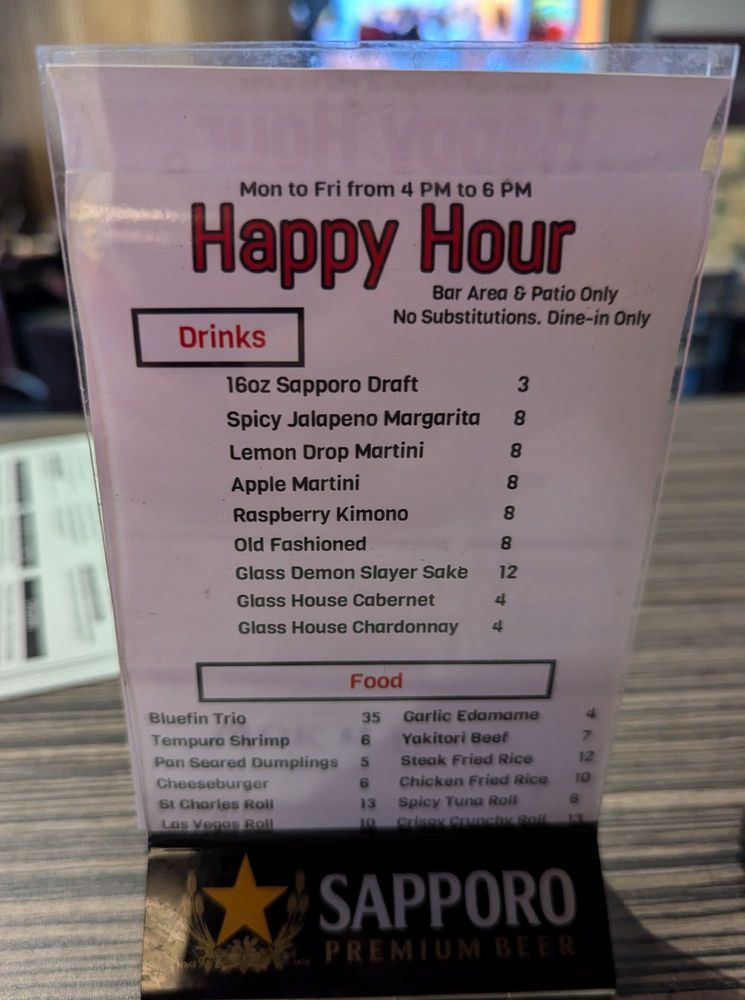 Mon to Fri from 4 PM to 6 PM
Happy Hour
Bar Area & Patio Only
No Substitutions. Dine-in Only
Drinks
16oz Sapporo Draft 3
Spicy Jalapeno Margarita 8
Lemon Drop Martini 8
Apple Martini 8
Raspberry Kimono 8
Old Fashioned 8
Glass Demon Slayer Sake 12
Glass House Cabernet 4
Glass House Chardonnay 4
Food
Bluefin Trio 35 Garlic Edamame 4
Tempura Shrimp 6 Yakitori Beef 7
Pan Seared Dumplings 5 Steak Fried Rice 12
Cheeseburger 6 Chicken Fried Rice 10
St Charles Roll 13 Spicy Tuna Roll 6
Las Vegas Roll 10 Crispy Crunchy Roll 13
SAPPORO
PREMIUM BEER